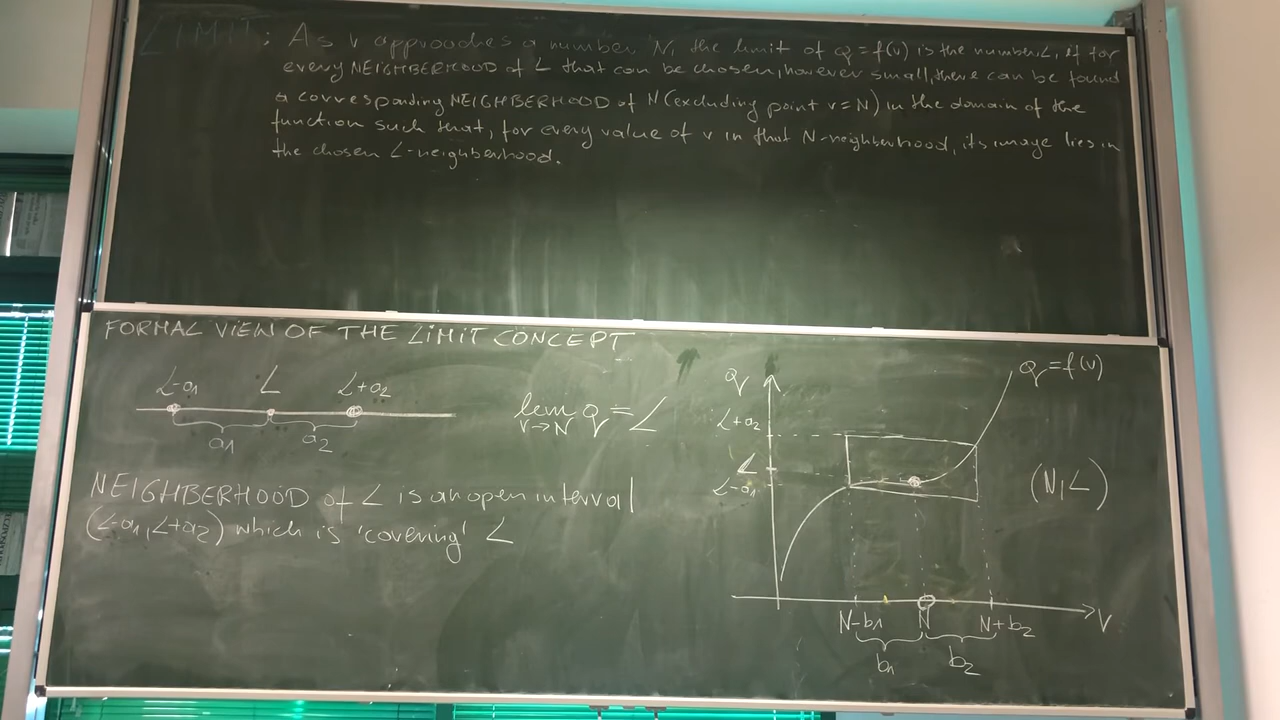 LIMIT: As v approaches a number N, the limit of q = f(v) is the number L, if for
every NEIGHBERHOOD of L that can be chosen, however small, there can be found
a corresponding NEIGHBERHOOD of N (excluding point v = N) in the domain of the
function such that, for every value of v in that N-neighberhood, its image lies in
the chosen L-neighberhood.
FORMAL VIEW OF THE LIMIT CONCEPT
L-a1 L L+a2
a1 a2
lim q = L
v→N
NEIGHBERHOOD of L is an open interval
(L-a1, L+a2) which is 'covering' L
q
q = f(v)
L+a2
L
L-a1
(N, L)
N-b1 N N+b2 v
b1 b2